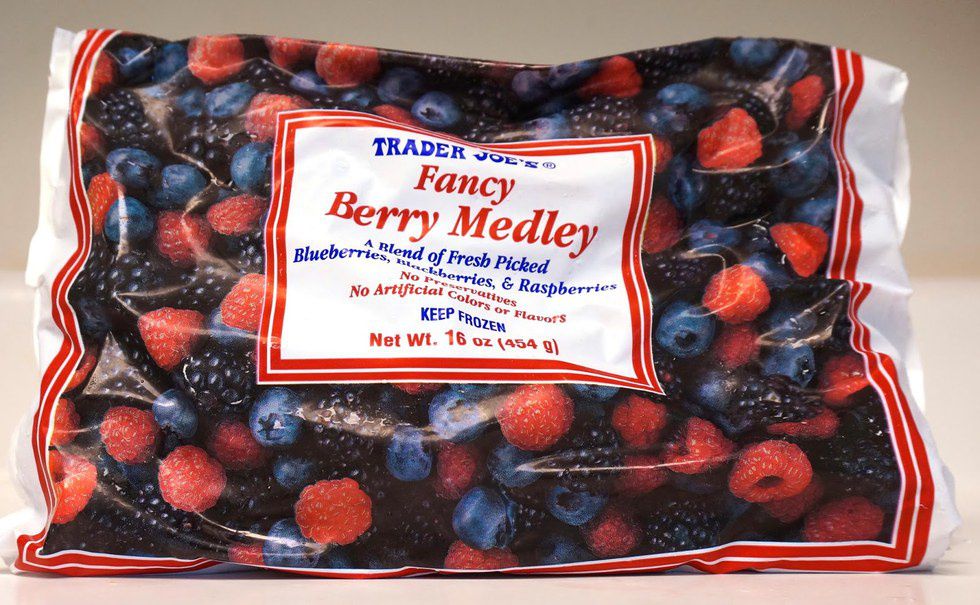 TRADER JOE'S®
Fancy
Berry Medley
A Blend of Fresh Picked
Blueberries, Blackberries, & Raspberries
No Preservatives
No Artificial Colors or Flavors
KEEP FROZEN
Net Wt. 16 oz (454 g)